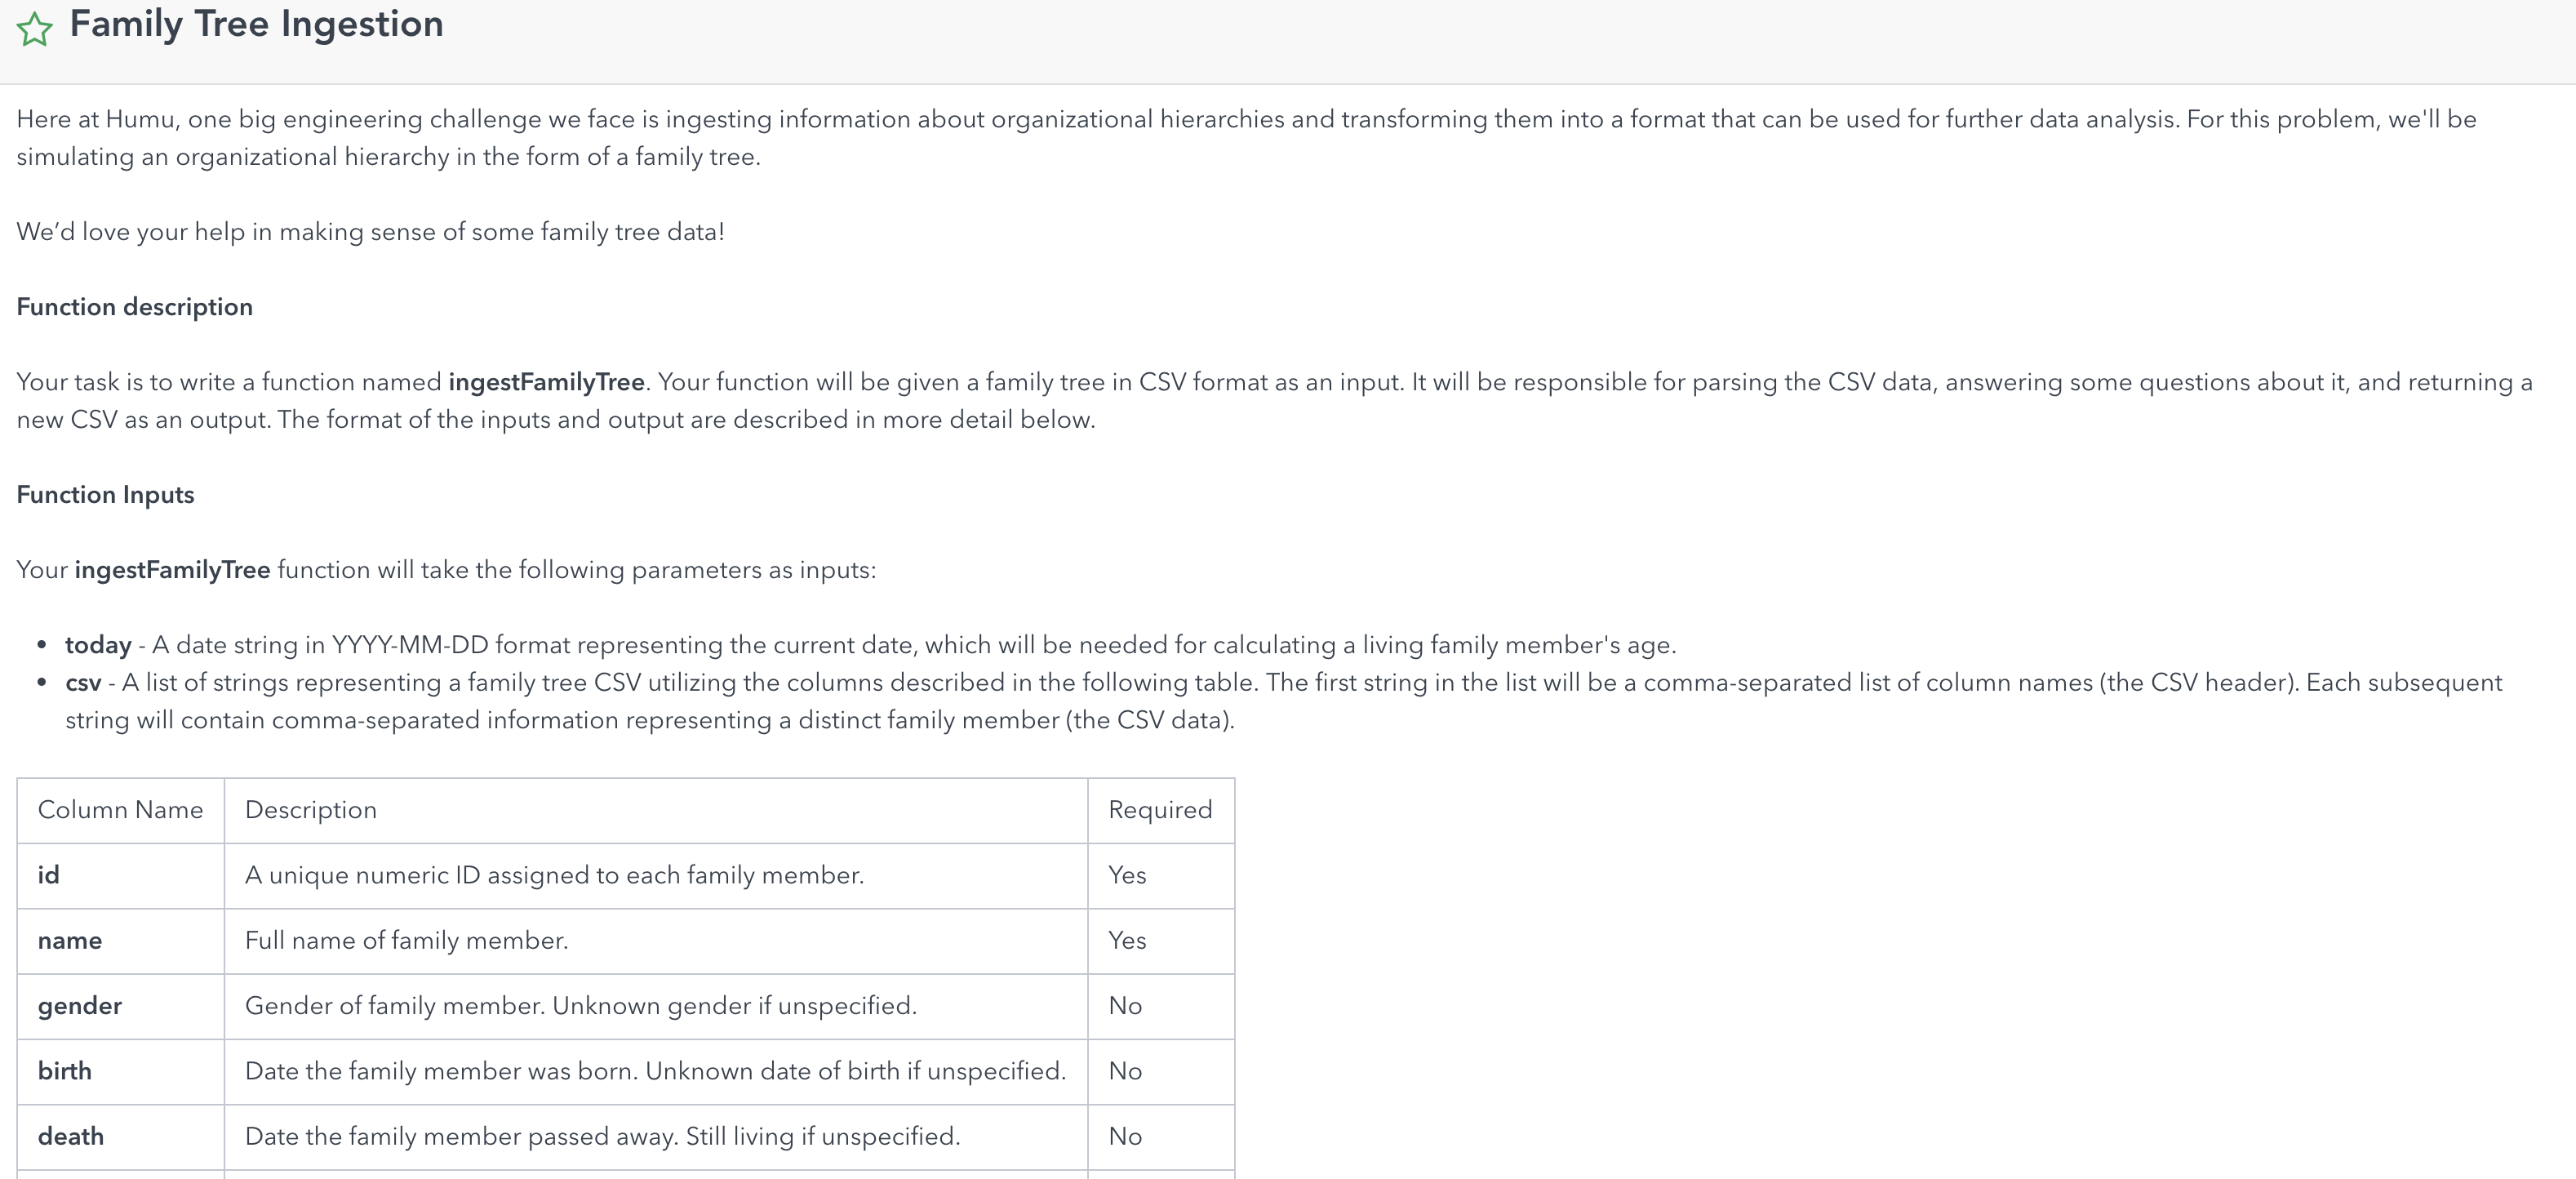 Family Tree Ingestion
Here at Humu, one big engineering challenge we face is ingesting information about organizational hierarchies and transforming them into a format that can be used for further data analysis. For this problem, we'll be
simulating an organizational hierarchy in the form of a family tree.
We’d love your help in making sense of some family tree data!
Function description
Your task is to write a function named ingestFamilyTree. Your function will be given a family tree in CSV format as an input. It will be responsible for parsing the CSV data, answering some questions about it, and returning a
new CSV as an output. The format of the inputs and output are described in more detail below.
Function Inputs
Your ingestFamilyTree function will take the following parameters as inputs:
• today - A date string in YYYY-MM-DD format representing the current date, which will be needed for calculating a living family member's age.
• csv - A list of strings representing a family tree CSV utilizing the columns described in the following table. The first string in the list will be a comma-separated list of column names (the CSV header). Each subsequent
string will contain comma-separated information representing a distinct family member (the CSV data).
Column Name Description Required
id A unique numeric ID assigned to each family member. Yes
name Full name of family member. Yes
gender Gender of family member. Unknown gender if unspecified. No
birth Date the family member was born. Unknown date of birth if unspecified. No
death Date the family member passed away. Still living if unspecified. No